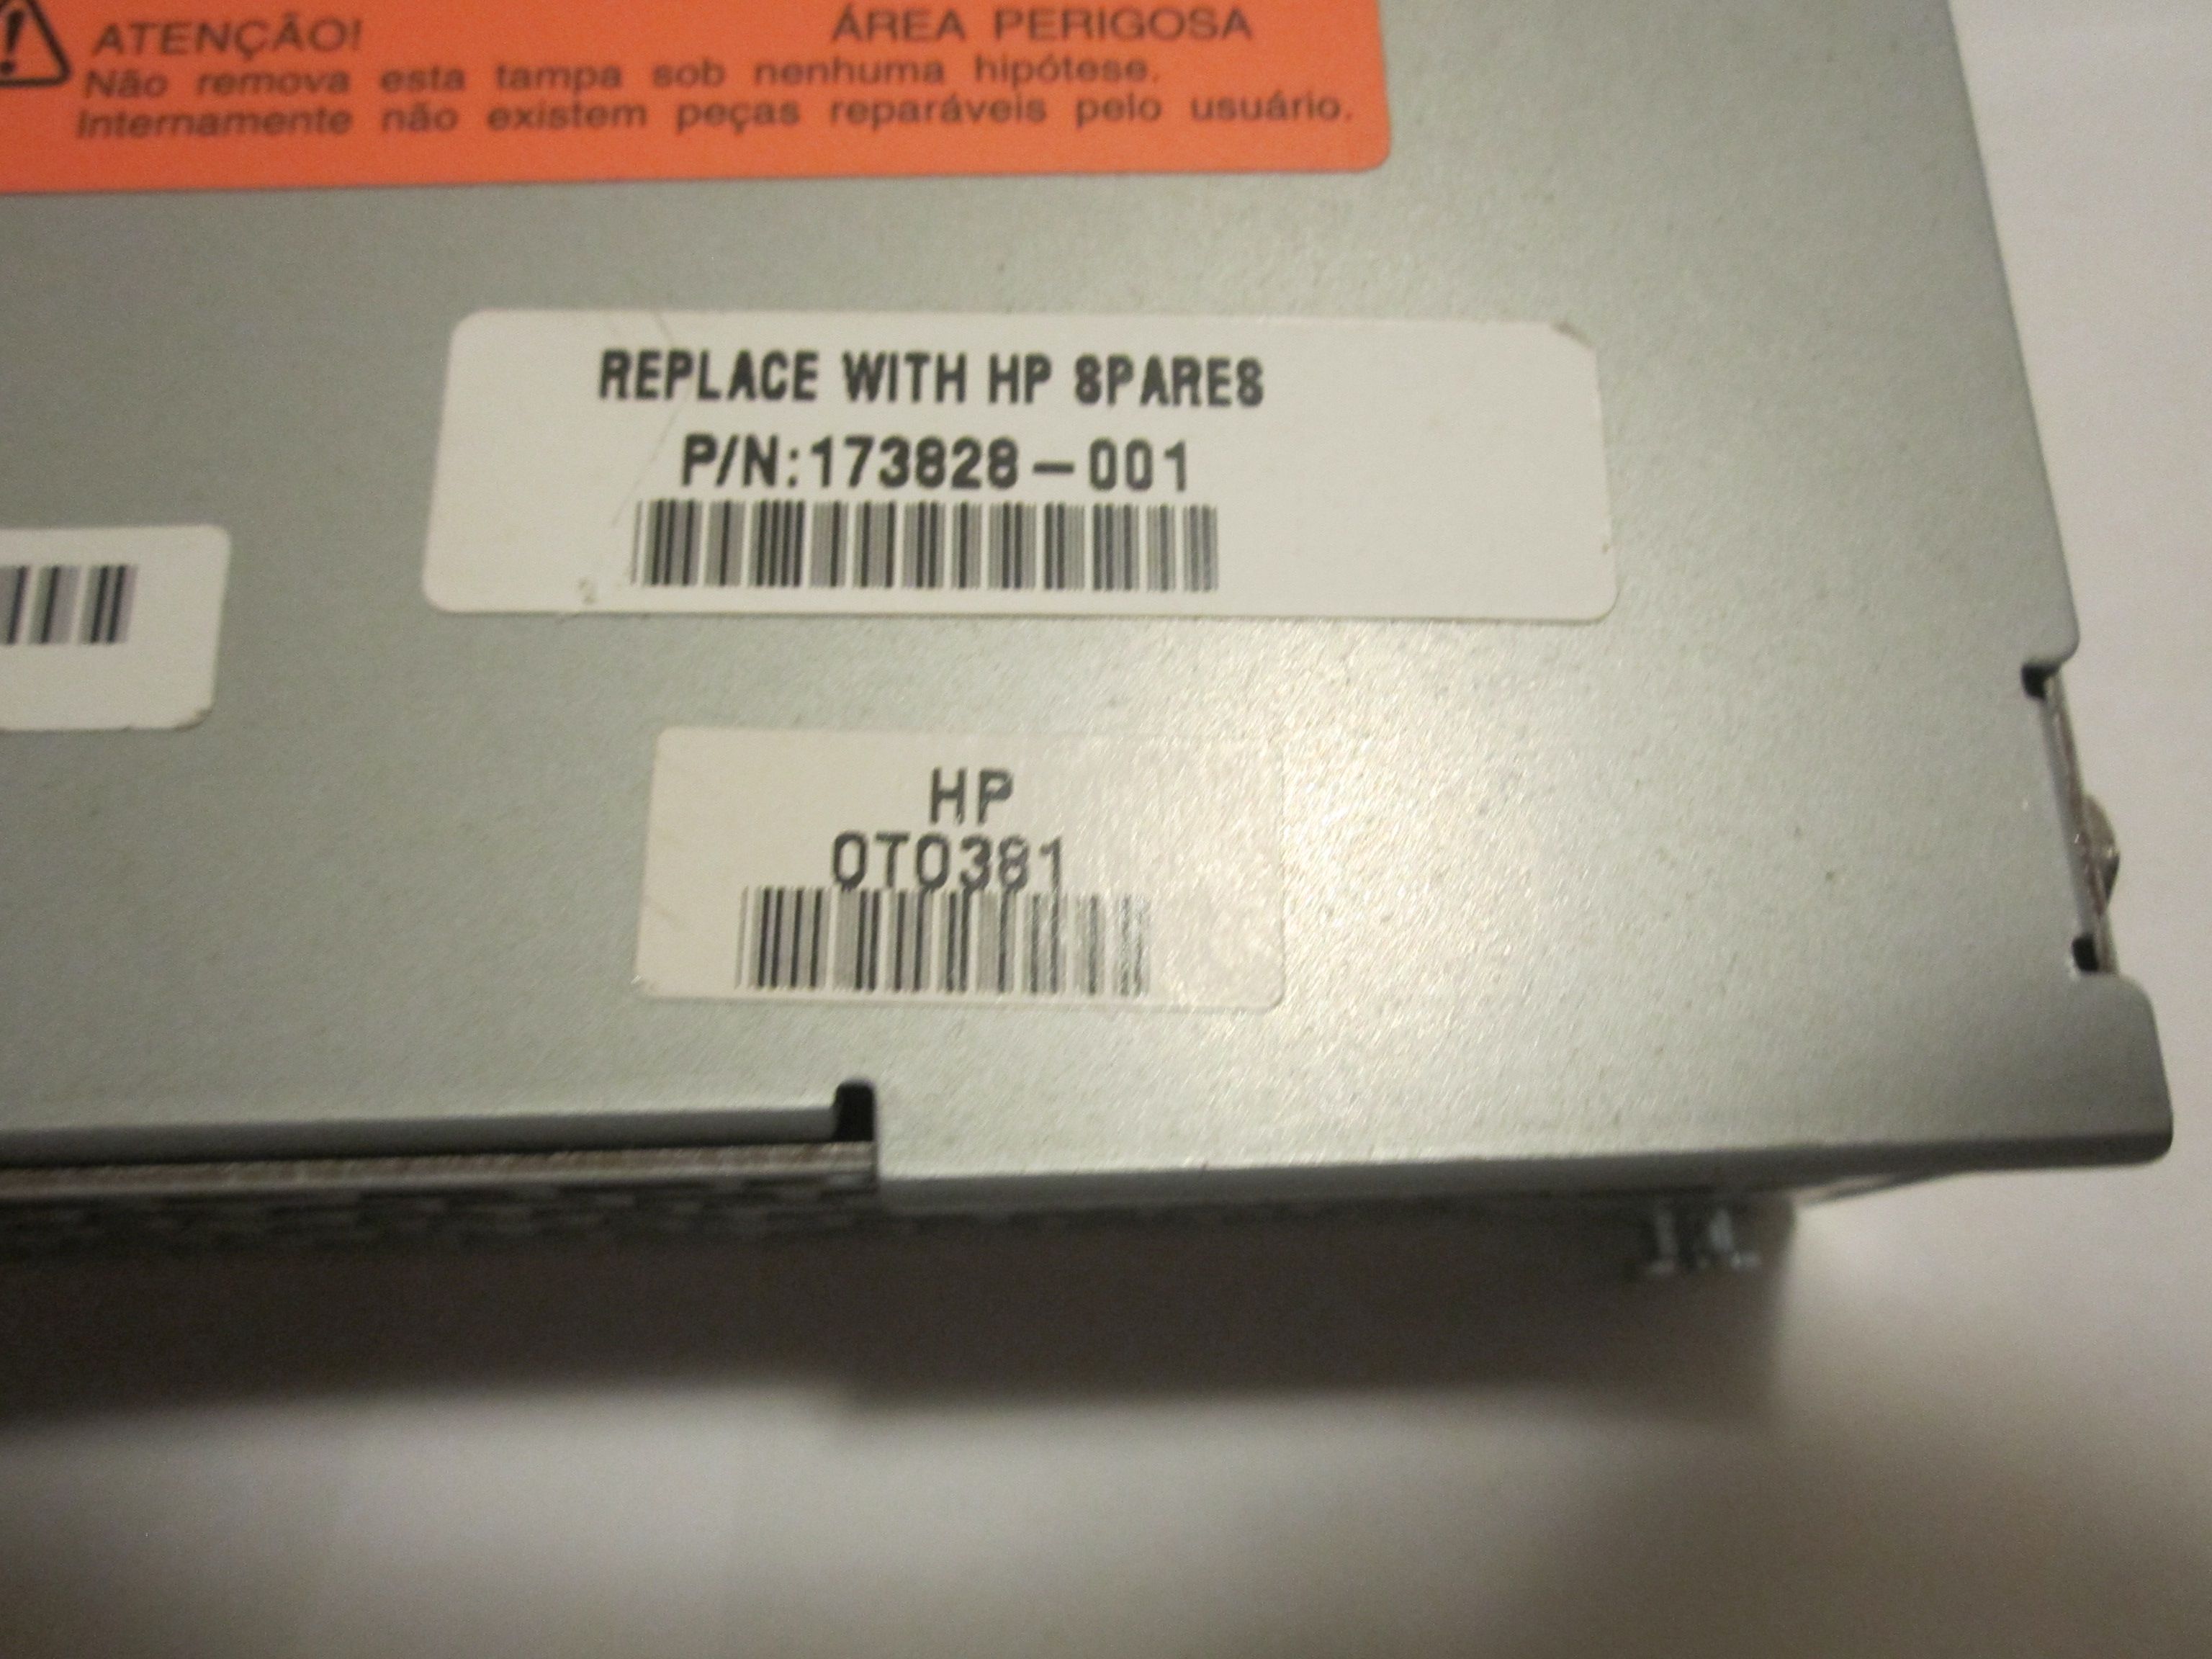 ATENÇÃO! ÁREA PERIGOSA
Não remova esta tampa sob nenhuma hipótese.
Internamente não existem peças reparáveis pelo usuário.
REPLACE WITH HP SPARES
P/N:173828-001
HP
0T0381